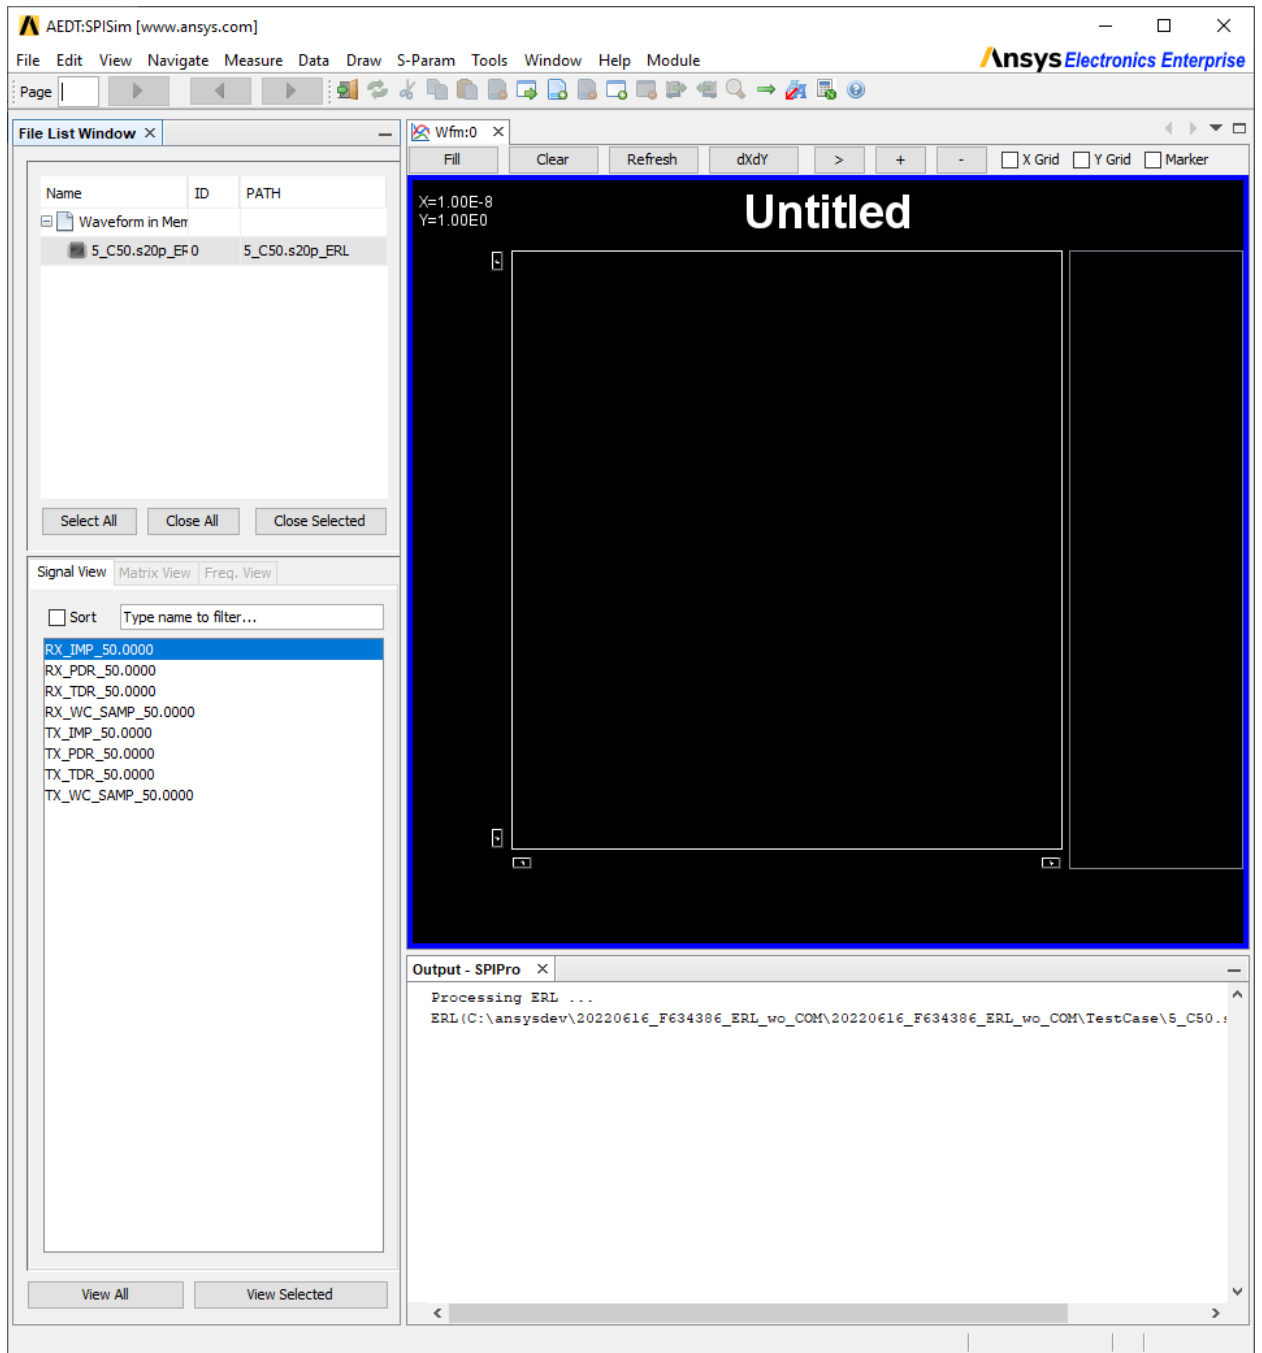 AEDT:SPISim [www.ansys.com]
File Edit View Navigate Measure Data Draw S-Param Tools Window Help Module
Ansys Electronics Enterprise
Page
File List Window
Name ID PATH
Waveform in Mem
5_C50.s20p_ER 0 5_C50.s20p_ERL
Select All Close All Close Selected
Signal View Matrix View Freq. View
Sort Type name to filter...
RX_IMP_50.0000
RX_PDR_50.0000
RX_TDR_50.0000
RX_WC_SAMP_50.0000
TX_IMP_50.0000
TX_PDR_50.0000
TX_TDR_50.0000
TX_WC_SAMP_50.0000
View All View Selected
Wfm:0
Fill Clear Refresh dXdY > + - X Grid Y Grid Marker
X=1.00E-8
Y=1.00E0
Untitled
Output - SPIPro
Processing ERL ...
ERL(C:\ansysdev\20220616_F634386_ERL_wo_COM\20220616_F634386_ERL_wo_COM\TestCase\5_C50.s